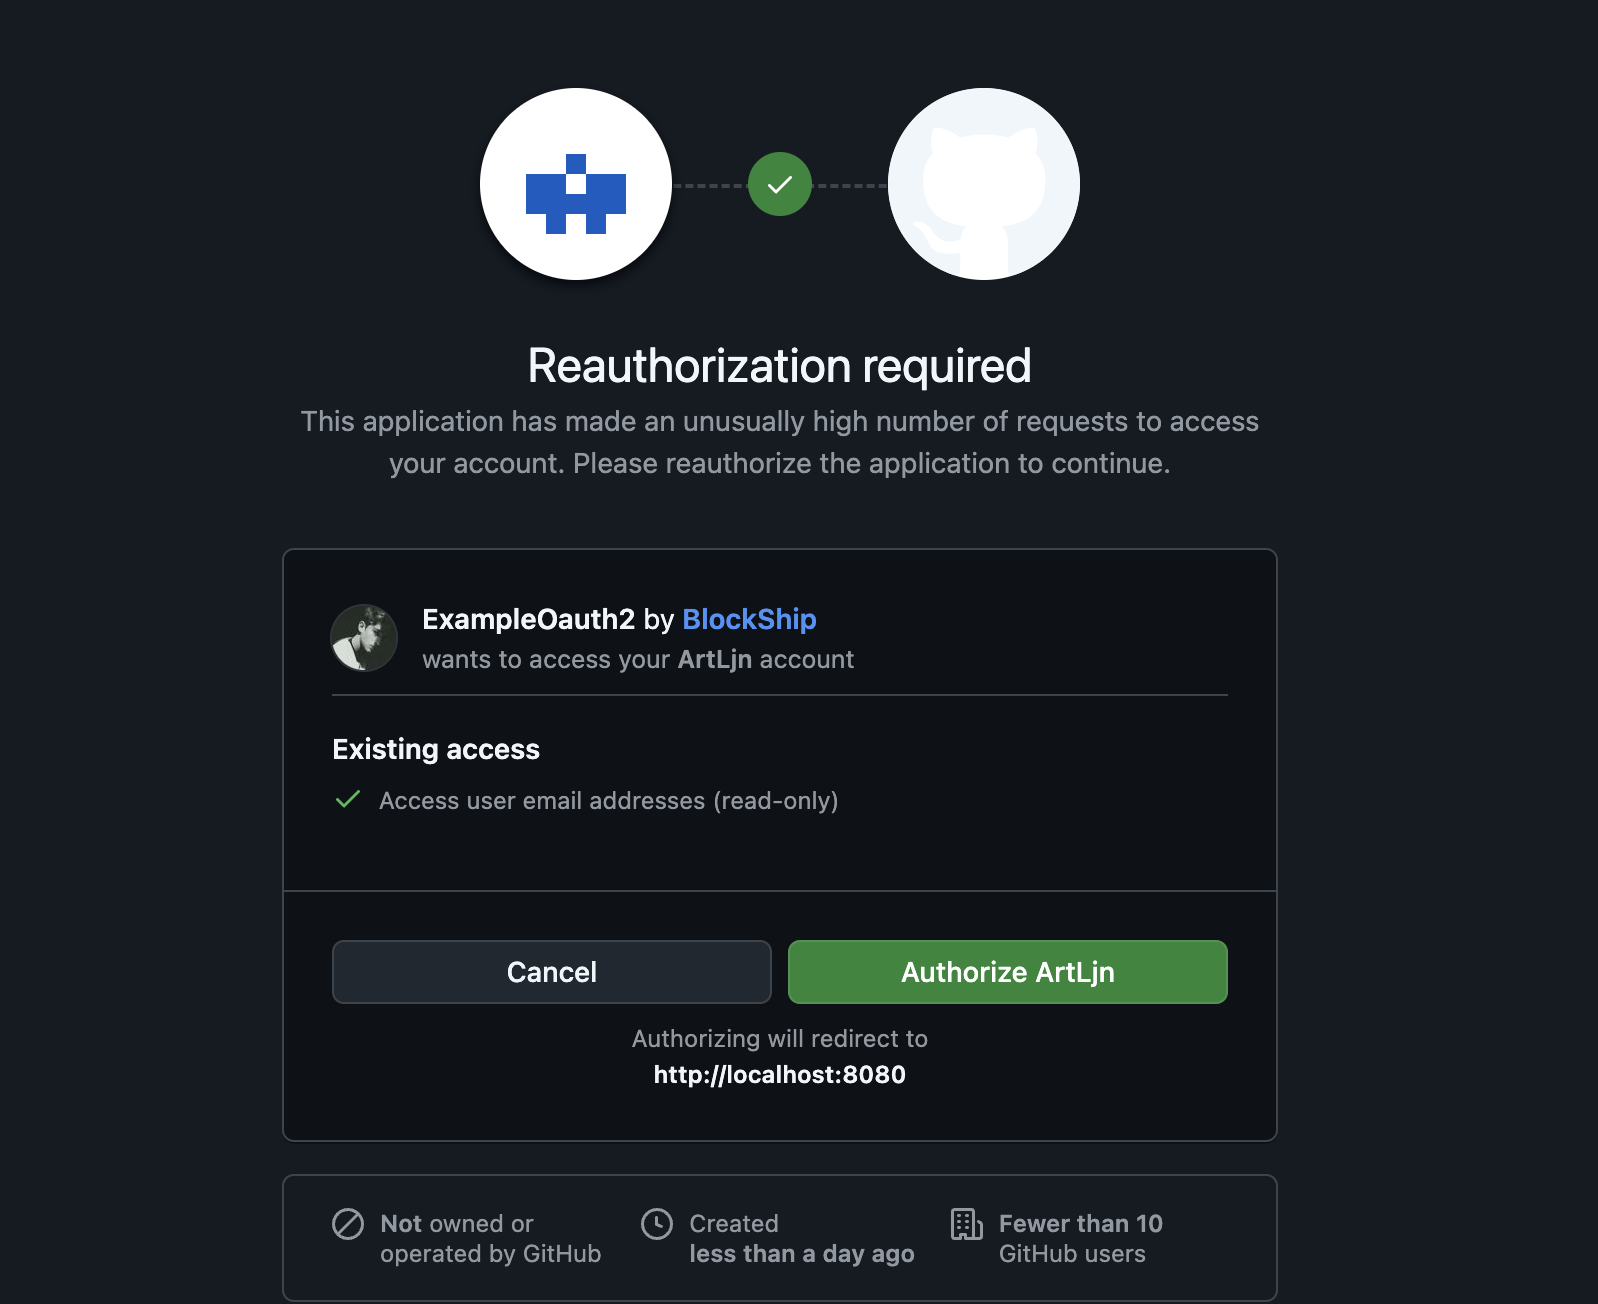 Reauthorization required
This application has made an unusually high number of requests to access
your account. Please reauthorize the application to continue.
ExampleOauth2 by BlockShip
wants to access your ArtLjn account
Existing access
Access user email addresses (read-only)
Cancel
Authorize ArtLjn
Authorizing will redirect to
http://localhost:8080
Not owned or
operated by GitHub
Created
less than a day ago
Fewer than 10
GitHub users